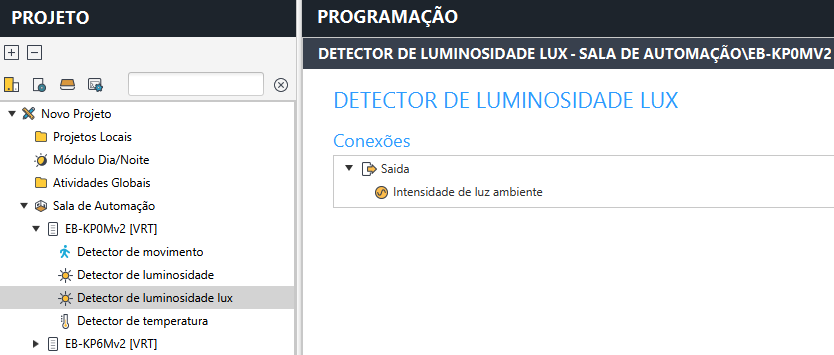 PROJETO
Novo Projeto
Projetos Locais
Módulo Dia/Noite
Atividades Globais
Sala de Automação
EB-KP0Mv2 [VRT]
Detector de movimento
Detector de luminosidade
Detector de luminosidade lux
Detector de temperatura
EB-KP6Mv2 [VRT]
PROGRAMAÇÃO
DETECTOR DE LUMINOSIDADE LUX - SALA DE AUTOMAÇÃO\EB-KP0MV2
DETECTOR DE LUMINOSIDADE LUX
Conexões
Saida
Intensidade de luz ambiente